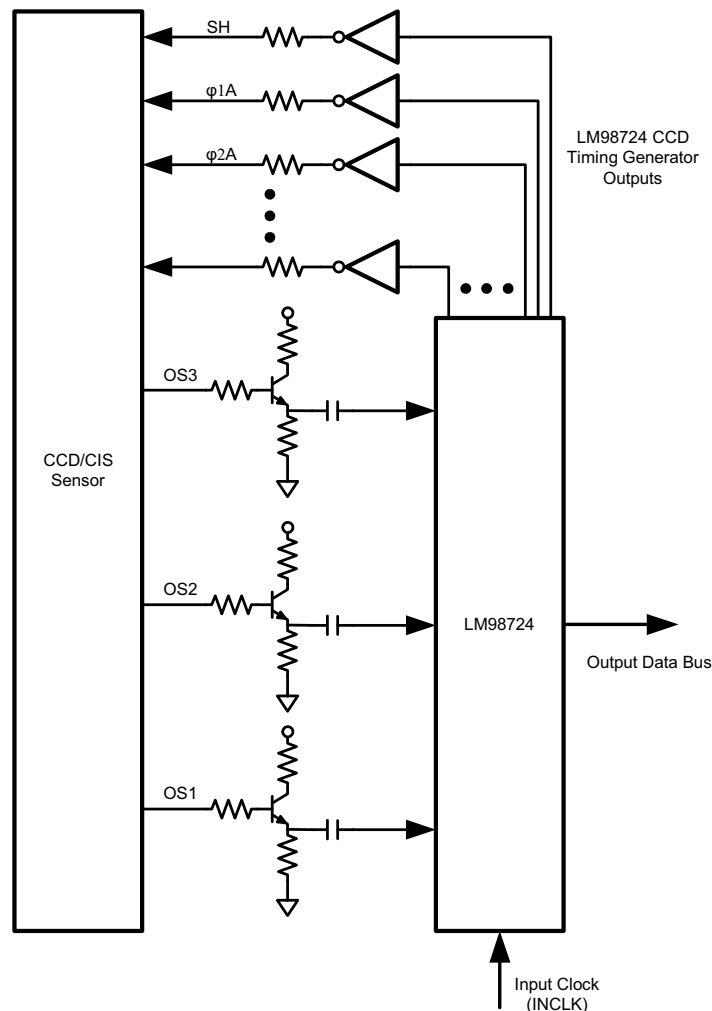 SH
φ1A
φ2A
LM98724 CCD
Timing Generator
Outputs
OS3
CCD/CIS
Sensor
OS2
LM98724
Output Data Bus
OS1
Input Clock
(INCLK)